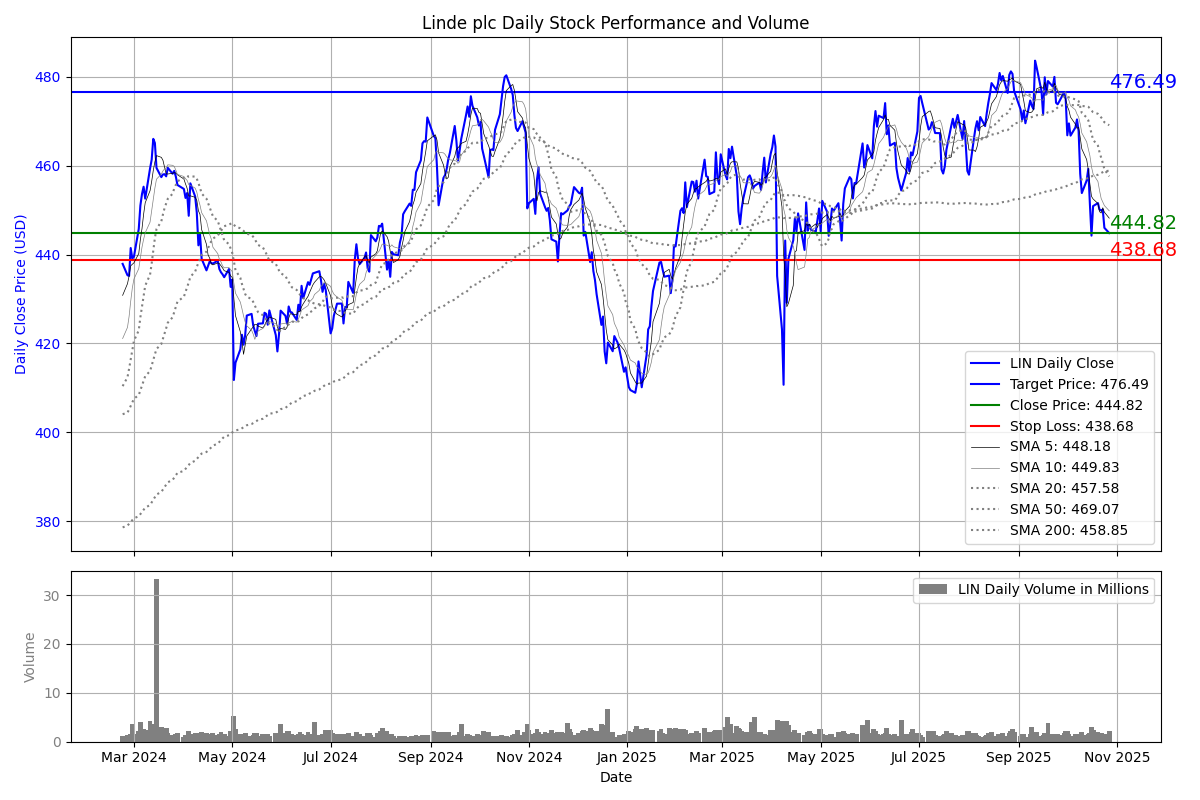 Linde plc Daily Stock Performance and Volume
Daily Close Price (USD)
480
460
440
420
400
380
476.49
444.82
438.68
LIN Daily Close
Target Price: 476.49
Close Price: 444.82
Stop Loss: 438.68
SMA 5: 448.18
SMA 10: 449.83
SMA 20: 457.58
SMA 50: 469.07
SMA 200: 458.85
Volume
30
20
10
0
LIN Daily Volume in Millions
Mar 2024
May 2024
Jul 2024
Sep 2024
Nov 2024
Jan 2025
Mar 2025
May 2025
Jul 2025
Sep 2025
Nov 2025
Date